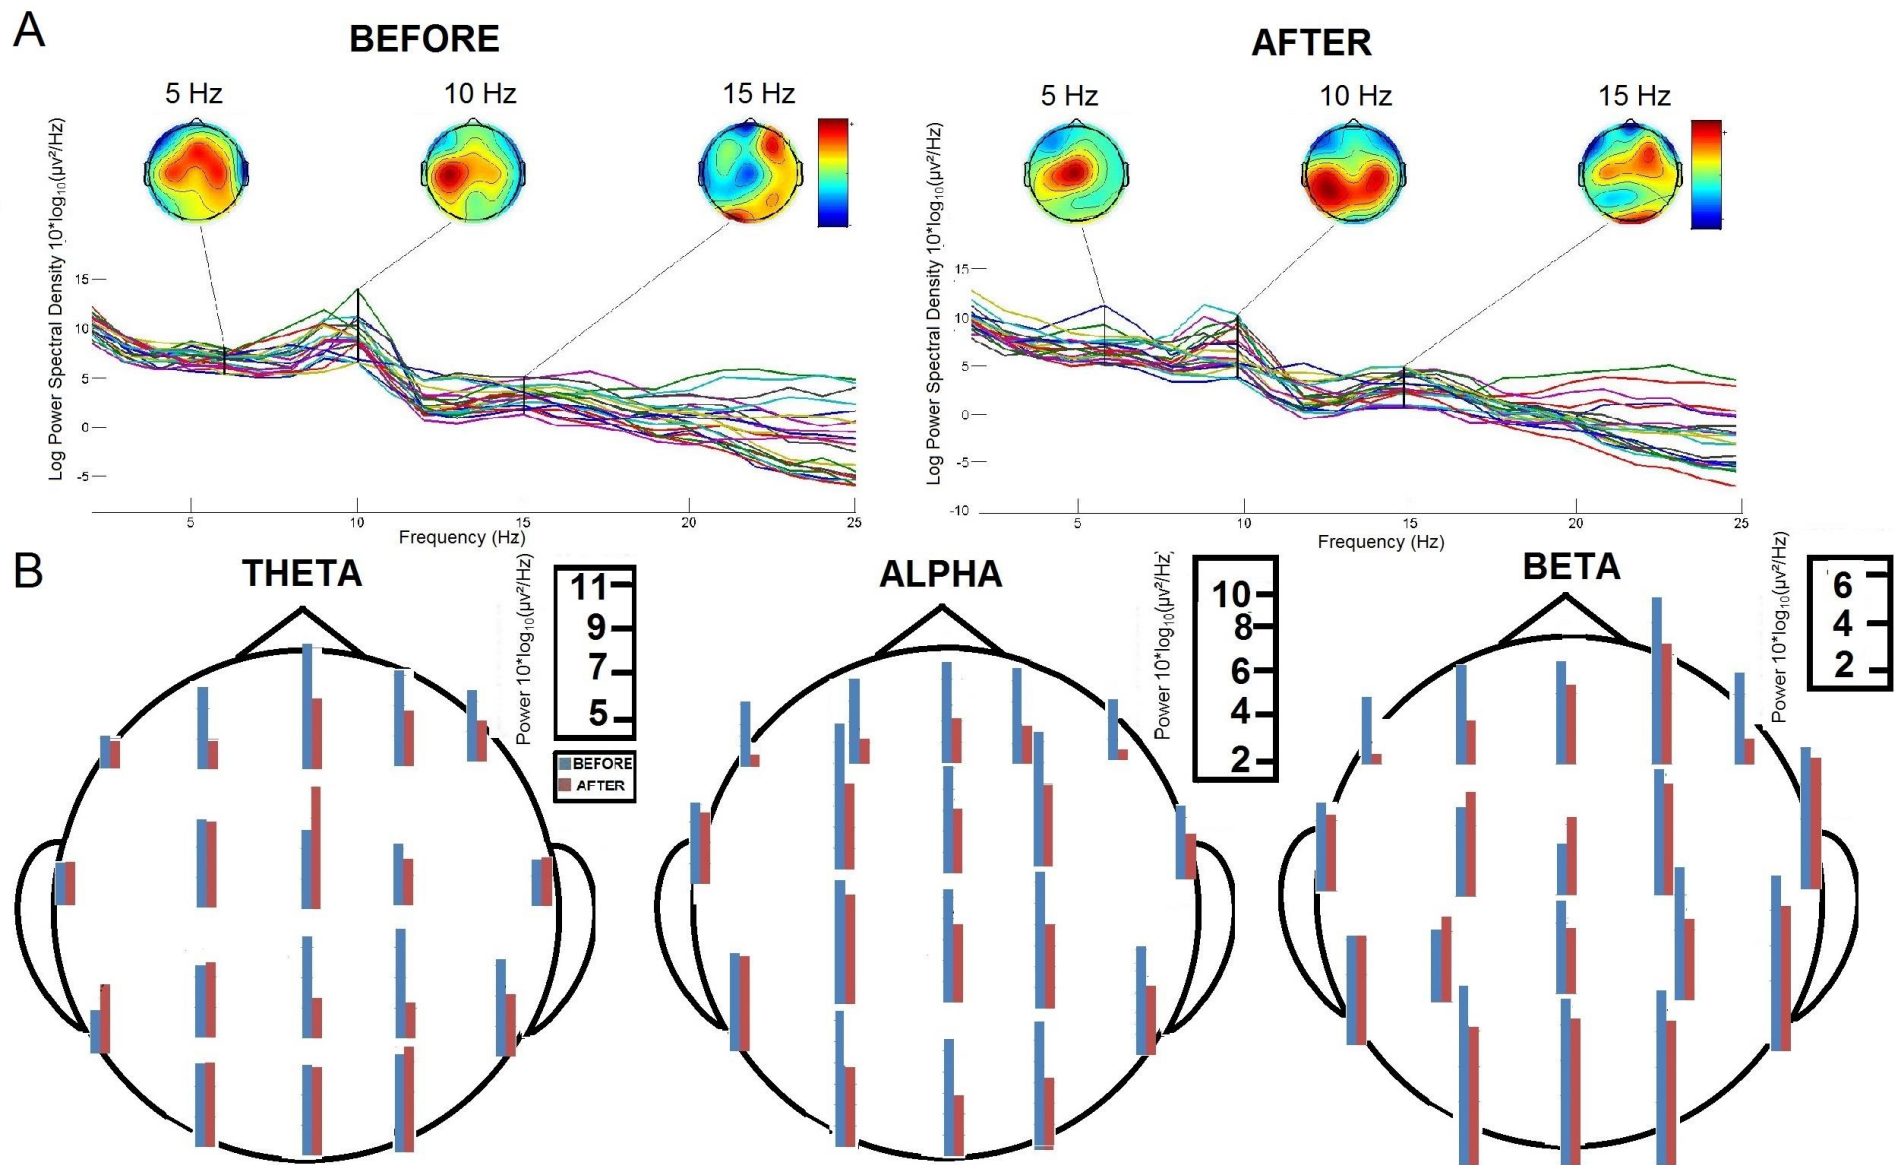 A
BEFORE
AFTER
5 Hz
10 Hz
15 Hz
5 Hz
10 Hz
15 Hz
Log Power Spectral Density 10*log10(µv²/Hz)
15
10
5
0
-5
5
10
15
20
25
Frequency (Hz)
Log Power Spectral Density 10*log10(µv²/Hz)
15
10
5
0
-5
-10
5
10
15
20
25
Frequency (Hz)
B
THETA
Power 10*log10(µv²/Hz)
11
9
7
5
BEFORE
AFTER
ALPHA
Power 10*log10(µv²/Hz)
10
8
6
4
2
BETA
Power 10*log10(µv²/Hz)
6
4
2